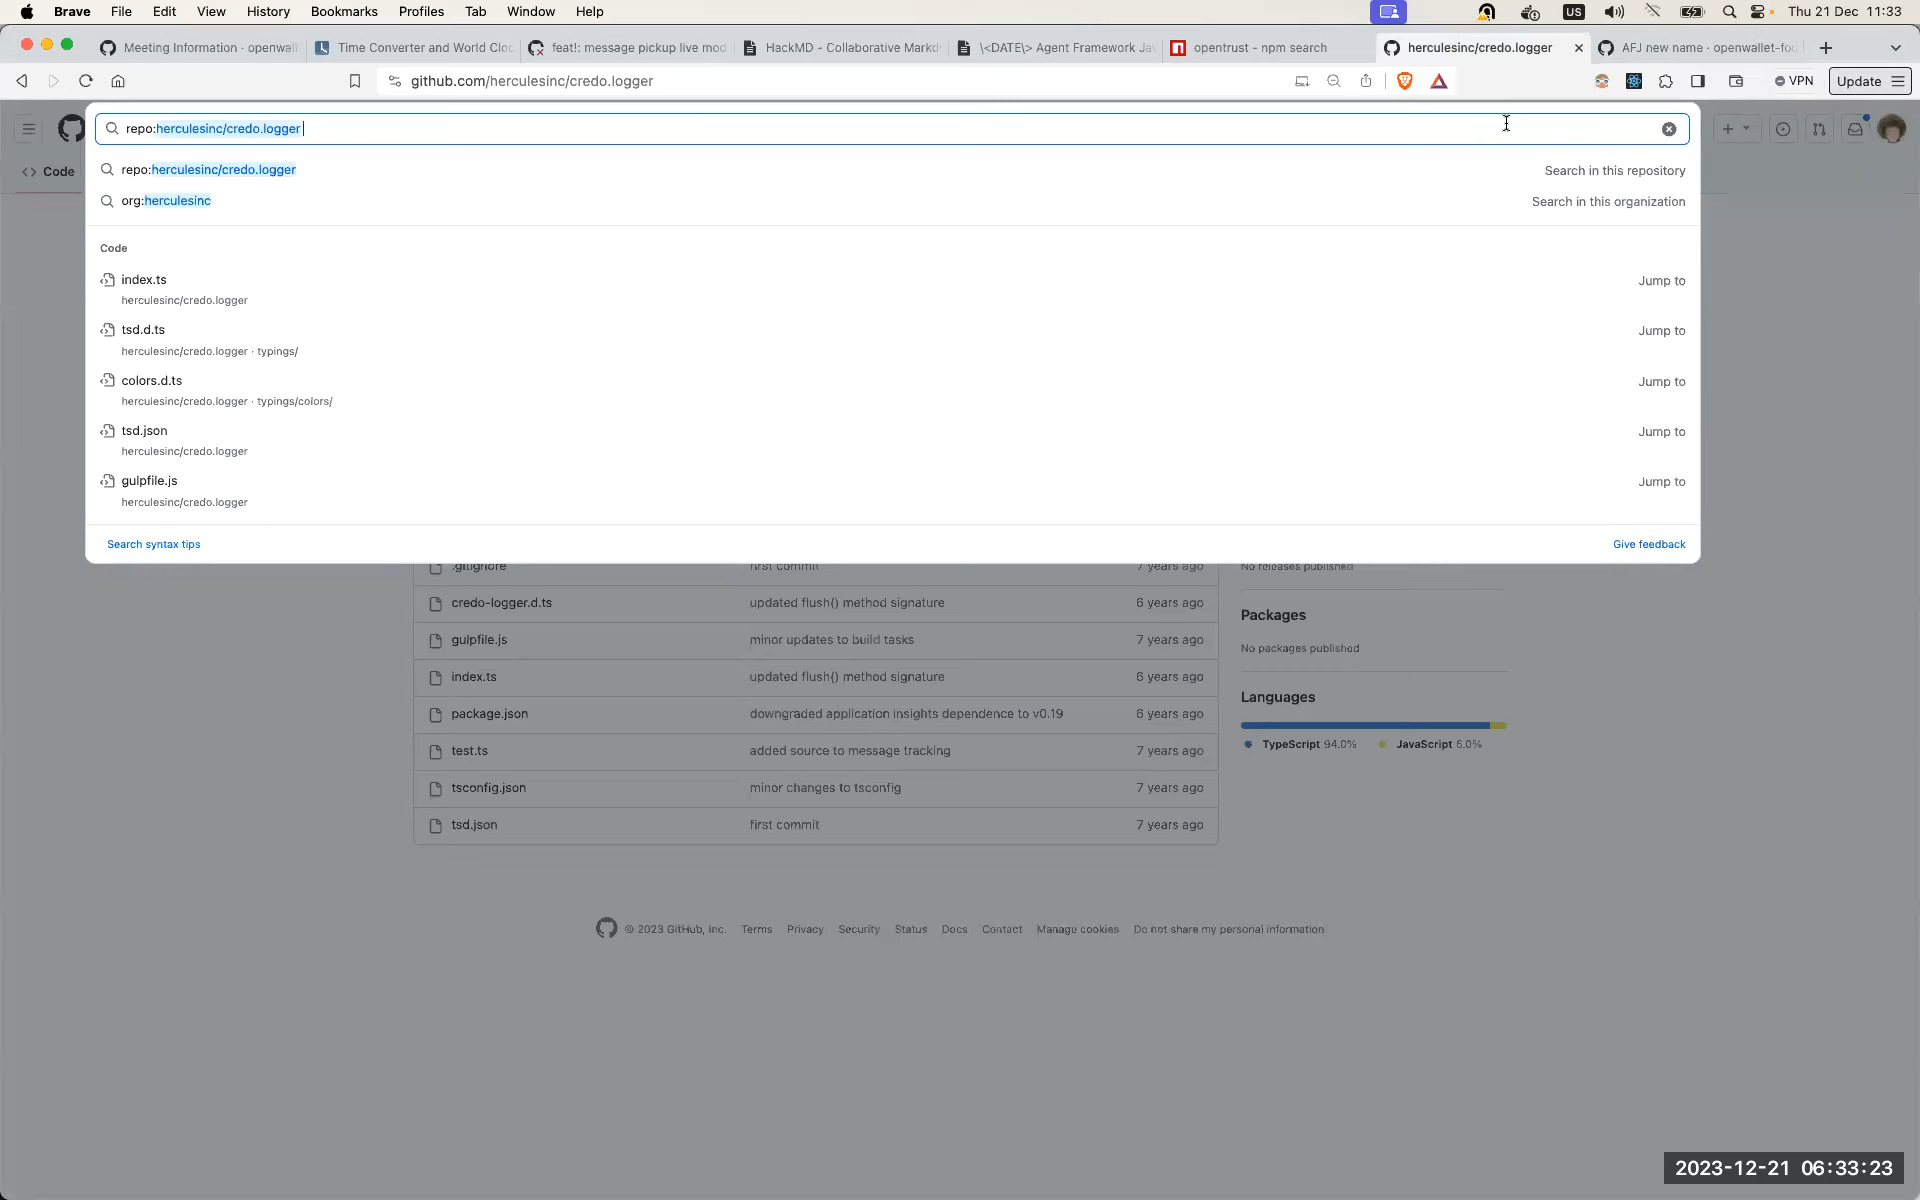 Brave File Edit View History Bookmarks Profiles Tab Window Help US Thu 21 Dec 11:33
Meeting Information · openwall Time Converter and World Cloc feat!: message pickup live mod HackMD - Collaborative Markd \<DATE\> Agent Framework Jav opentrust - npm search herculesinc/credo.logger AFJ new name · openwallet-fou
github.com/herculesinc/credo.logger VPN Update
repo:herculesinc/credo.logger
Code
repo:herculesinc/credo.logger Search in this repository
org:herculesinc Search in this organization
Code
index.ts Jump to
herculesinc/credo.logger
tsd.d.ts Jump to
herculesinc/credo.logger · typings/
colors.d.ts Jump to
herculesinc/credo.logger · typings/colors/
tsd.json Jump to
herculesinc/credo.logger
gulpfile.js Jump to
herculesinc/credo.logger
Search syntax tips Give feedback
.gitignore first commit 7 years ago No releases published
credo-logger.d.ts updated flush() method signature 6 years ago
Packages
gulpfile.js minor updates to build tasks 7 years ago
No packages published
index.ts updated flush() method signature 6 years ago
Languages
package.json downgraded application insights dependence to v0.19 6 years ago
TypeScript 94.0% JavaScript 6.0%
test.ts added source to message tracking 7 years ago
tsconfig.json minor changes to tsconfig 7 years ago
tsd.json first commit 7 years ago
© 2023 GitHub, Inc. Terms Privacy Security Status Docs Contact Manage cookies Do not share my personal information
2023-12-21 06:33:23